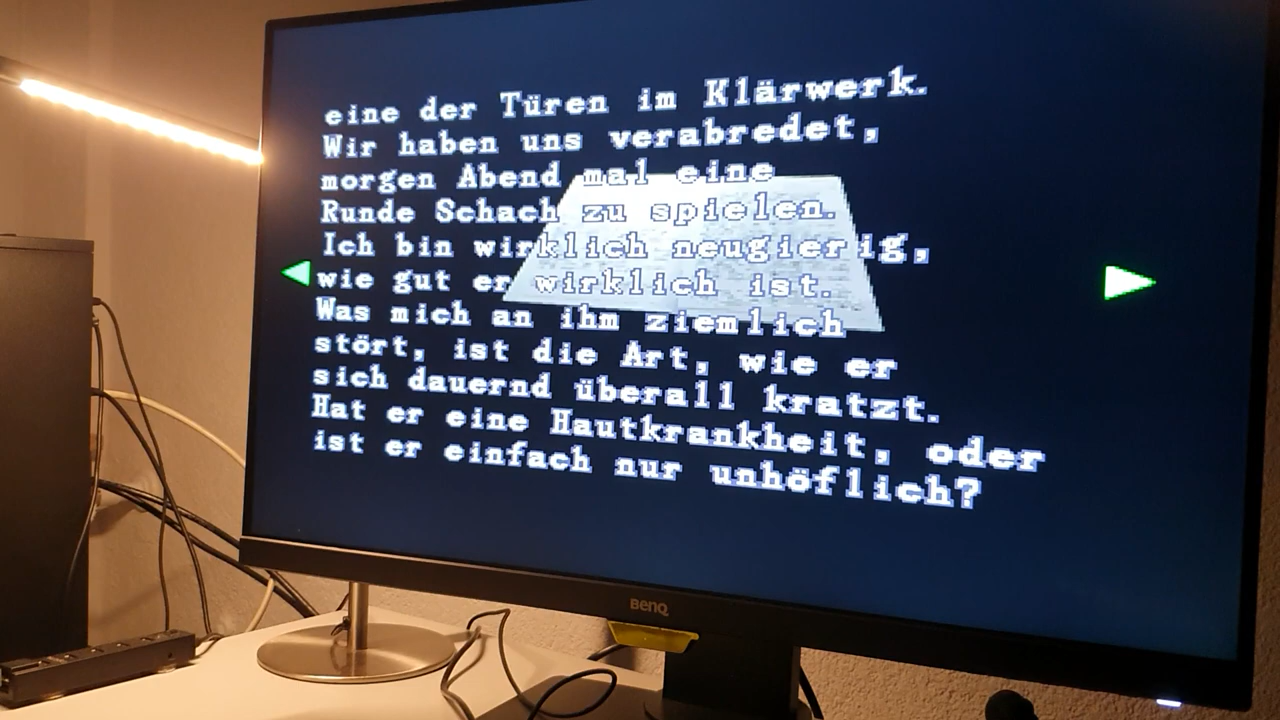 eine der Türen im Klärwerk.
Wir haben uns verabredet,
morgen Abend mal eine
Runde Schach zu spielen.
Ich bin wirklich neugierig,
wie gut er wirklich ist.
Was mich an ihm ziemlich
stört, ist die Art, wie er
sich dauernd überall kratzt.
Hat er eine Hautkrankheit, oder
ist er einfach nur unhöflich?
BenQ